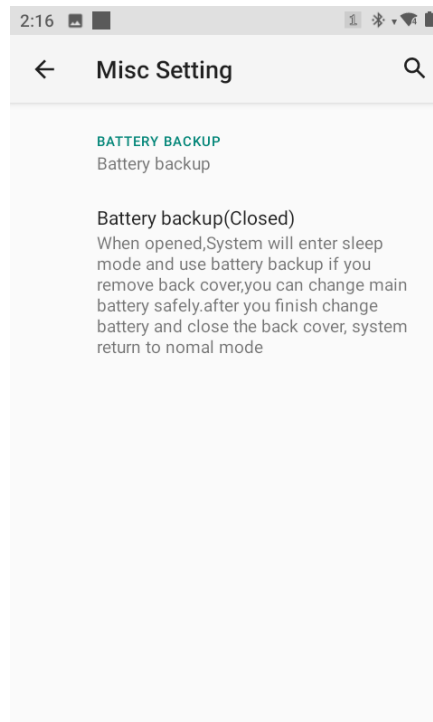 2:16 1
Misc Setting
BATTERY BACKUP
Battery backup
Battery backup(Closed)
When opened,System will enter sleep
mode and use battery backup if you
remove back cover,you can change main
battery safely.after you finish change
battery and close the back cover, system
return to nomal mode